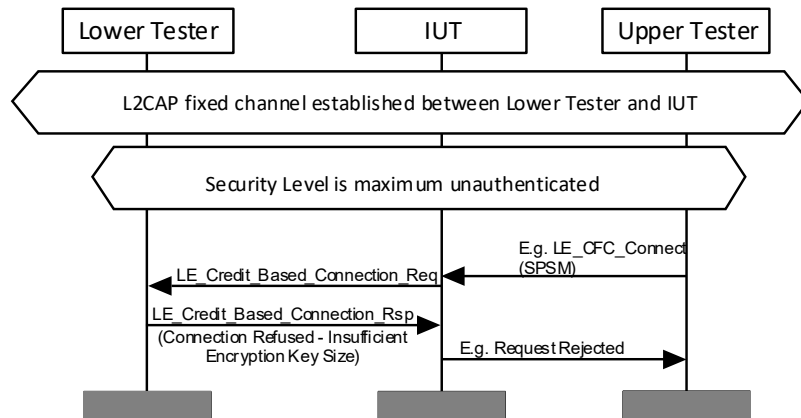 Lower Tester
IUT
Upper Tester
L2CAP fixed channel established between Lower Tester and IUT
Security Level is maximum unauthenticated
E.g. LE_CFC_Connect
(SPSM)
LE_Credit_Based_Connection_Req
LE_Credit_Based_Connection_Rsp
(Connection Refused - Insufficient
Encryption Key Size)
E.g. Request Rejected